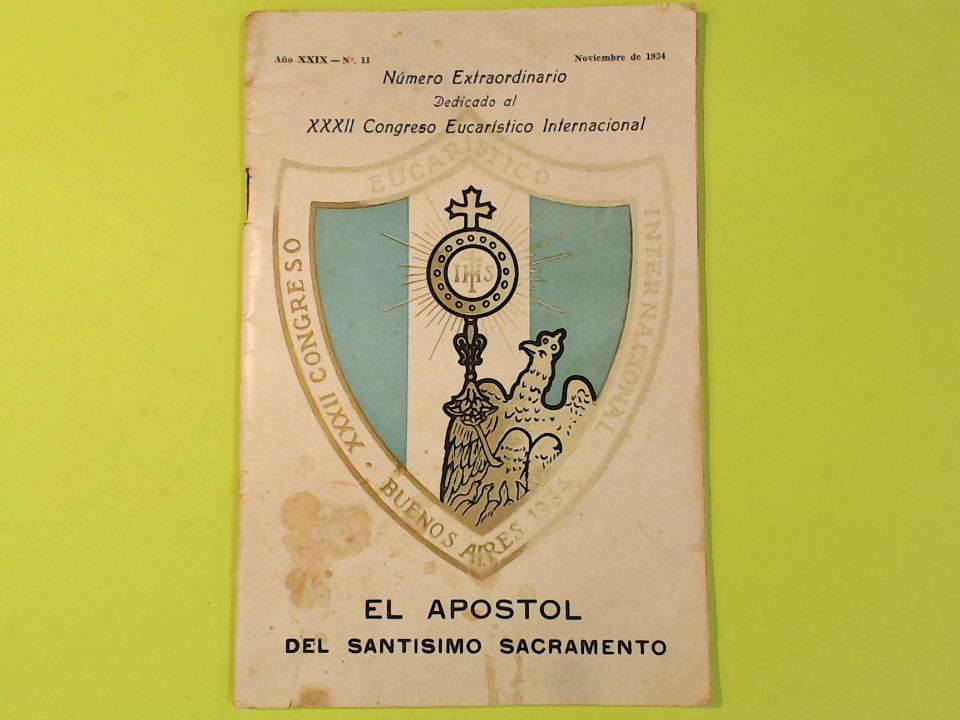 Año XXIX — Nº. 11
Noviembre de 1934
Número Extraordinario
Dedicado al
XXXII Congreso Eucarístico Internacional
XXXII CONGRESO
EUCARÍSTICO
INTERNACIONAL
· BUENOS AIRES 1934
IHS
EL APOSTOL
DEL SANTISIMO SACRAMENTO